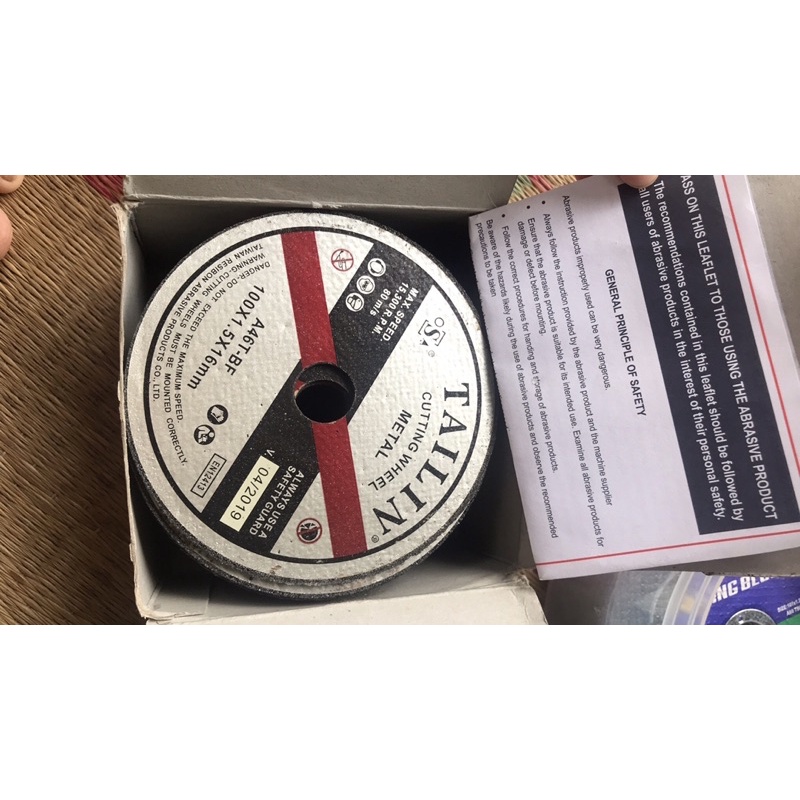 TAILIN®
CUTTING WHEEL
METAL
MAX. SPEED
15,300 R.P.M.
80 m/s
ALWAYS USE A
SAFETY GUARD
V 04/2019
EN12413
A46T-BF
100X1.5X16mm
DANGER-DO NOT EXCEED THE MAXIMUM SPEED.
WARNING-CUTTING WHEELS MUST BE MOUNTED CORRECTLY.
TAIWAN RESIBON ABRASIVE PRODUCTS CO., LTD.
ASS ON THIS LEAFLET TO THOSE USING THE ABRASIVE PRODUCT
The recommendations contained in this leaflet should be followed by
all users of abrasive products in the interest of their personal safety.
GENERAL PRINCIPLE OF SAFETY
Abrasive products improperly used can be very dangerous.
• Always follow the instruction provided by the abrasive product and the machine supplier
• Ensure that the abrasive product is suitable for its intended use. Examine all abrasive products for
damage or defect before mounting.
• Follow the correct procedures for handing and storage of abrasive products.
Be aware of the hazards likely during the use of abrasive products and observe the recommended
precautions to be taken